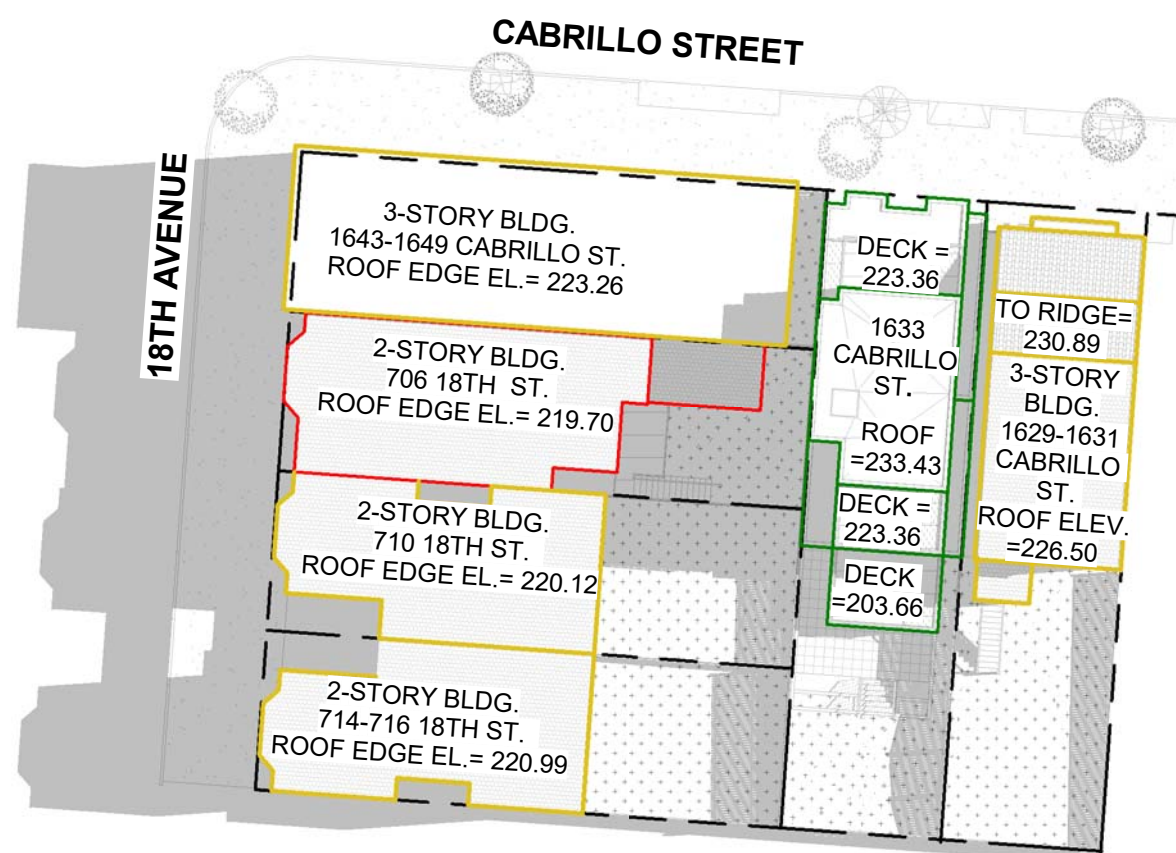 CABRILLO STREET
18TH AVENUE
3-STORY BLDG.
1643-1649 CABRILLO ST.
ROOF EDGE EL.= 223.26
2-STORY BLDG.
706 18TH  ST.
ROOF EDGE EL.= 219.70
2-STORY BLDG.
710 18TH ST.
ROOF EDGE EL.= 220.12
2-STORY BLDG.
714-716 18TH ST.
ROOF EDGE EL.= 220.99
DECK =
223.36
1633
CABRILLO
ST.
ROOF
=233.43
DECK =
223.36
DECK
=203.66
TO RIDGE=
230.89
3-STORY
BLDG.
1629-1631
CABRILLO
ST.
ROOF ELEV.
=226.50